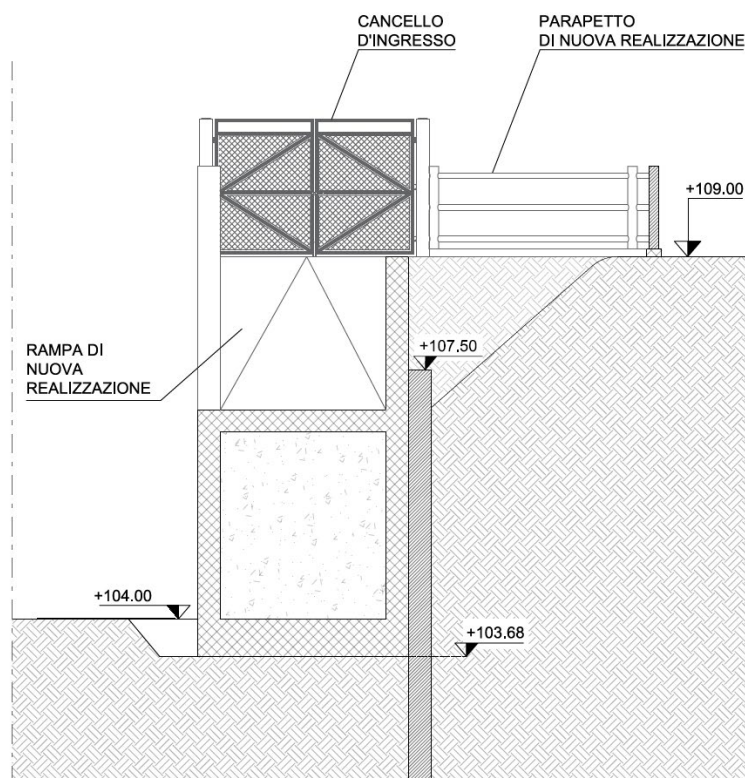 CANCELLO
D'INGRESSO
PARAPETTO
DI NUOVA REALIZZAZIONE
+109.00
+107.50
RAMPA DI
NUOVA
REALIZZAZIONE
+104.00
+103.68